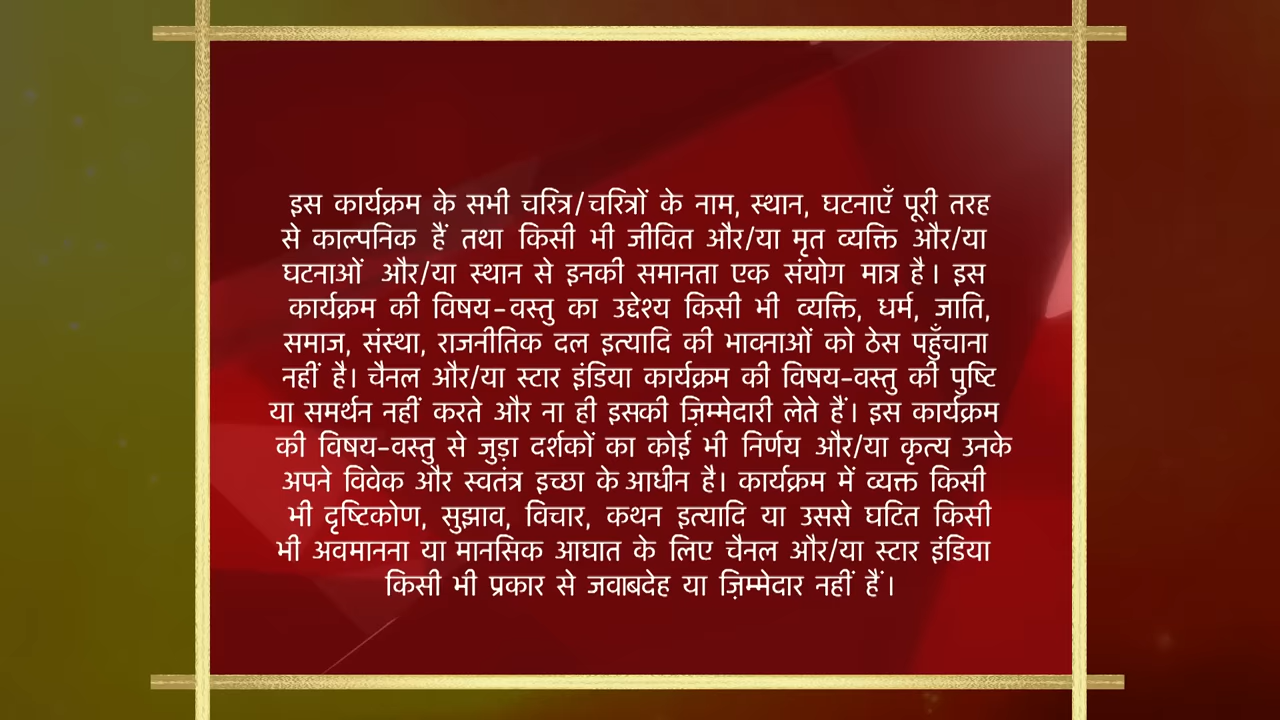 इस कार्यक्रम के सभी चरित्र/चरित्रों के नाम, स्थान, घटनाएँ पूरी तरह
से काल्पनिक हैं तथा किसी भी जीवित और/या मृत व्यक्ति और/या
घटनाओं और/या स्थान से इनकी समानता एक संयोग मात्र है। इस
कार्यक्रम की विषय-वस्तु का उद्देश्य किसी भी व्यक्ति, धर्म, जाति,
समाज, संस्था, राजनीतिक दल इत्यादि की भावनाओं को ठेस पहुँचाना
नहीं है। चैनल और/या स्टार इंडिया कार्यक्रम की विषय-वस्तु की पुष्टि
या समर्थन नहीं करते और ना ही इसकी ज़िम्मेदारी लेते हैं। इस कार्यक्रम
की विषय-वस्तु से जुड़ा दर्शकों का कोई भी निर्णय और/या कृत्य उनके
अपने विवेक और स्वतंत्र इच्छा के आधीन है। कार्यक्रम में व्यक्त किसी
भी दृष्टिकोण, सुझाव, विचार, कथन इत्यादि या उससे घटित किसी
भी अवमानना या मानसिक आघात के लिए चैनल और/या स्टार इंडिया
किसी भी प्रकार से जवाबदेह या ज़िम्मेदार नहीं हैं।